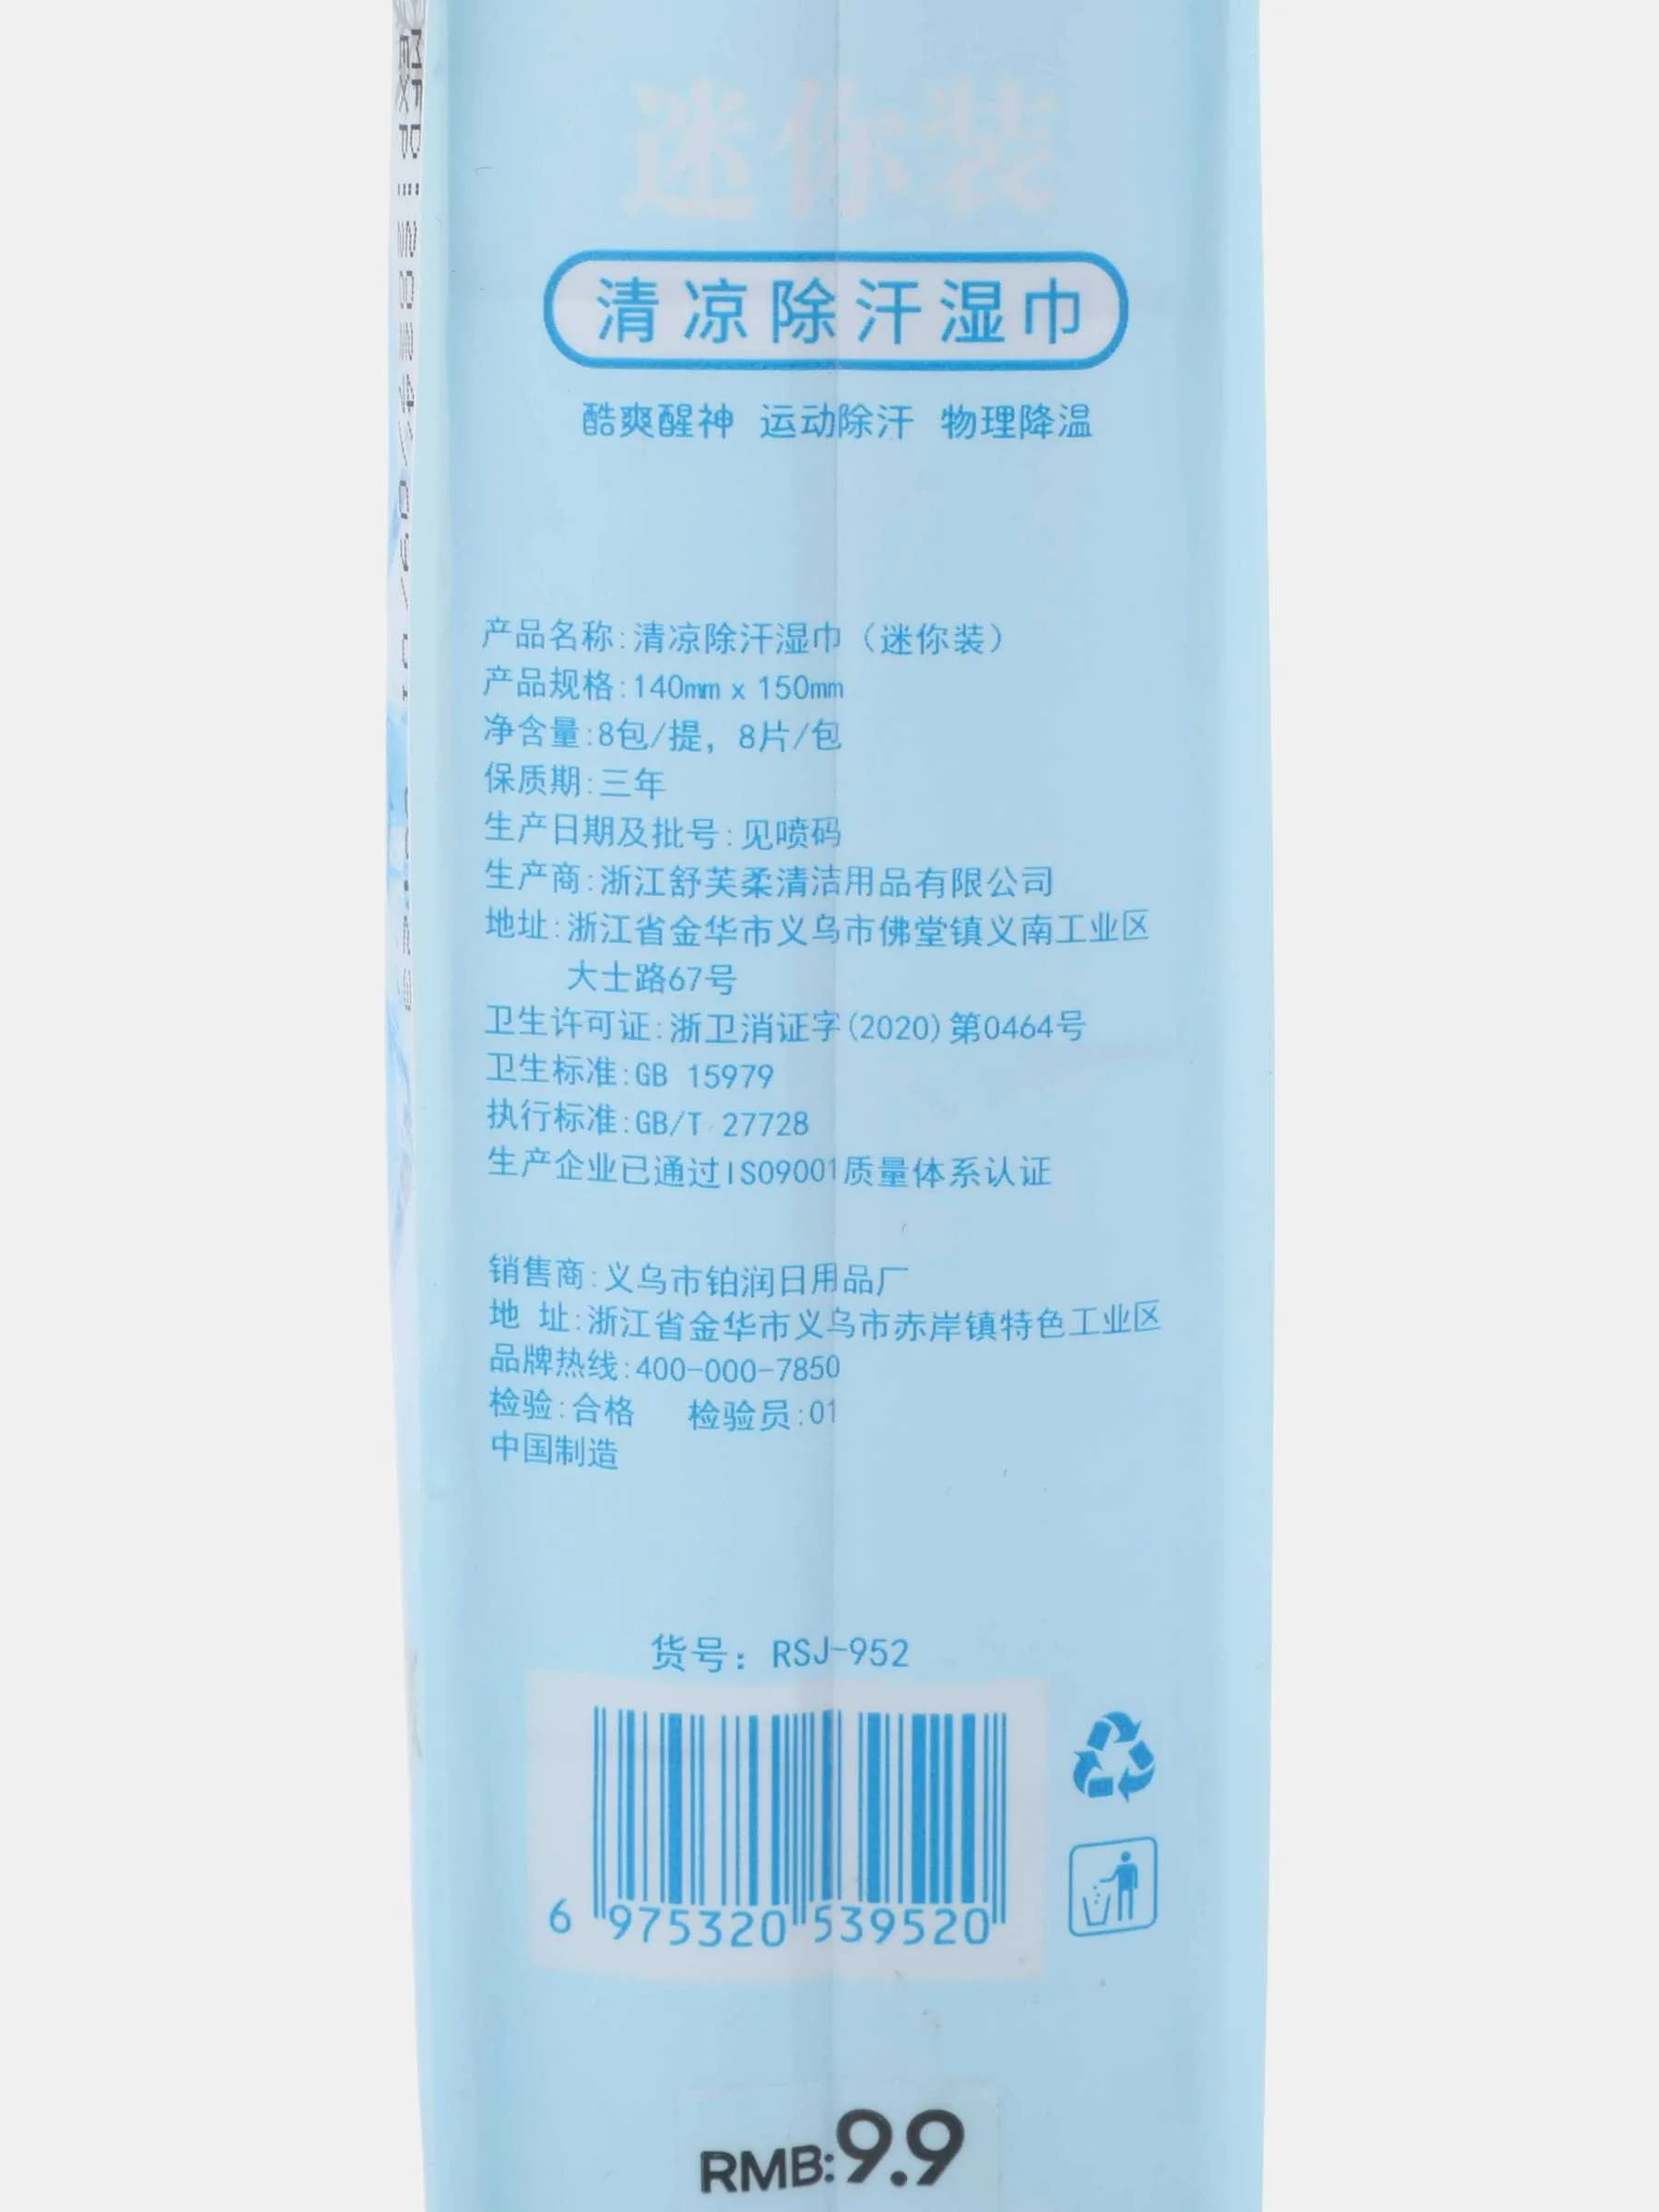 迷你装
清凉除汗湿巾
酷爽醒神 运动除汗 物理降温
产品名称:清凉除汗湿巾（迷你装）
产品规格:140mm x 150mm
净含量:8包/提，8片/包
保质期:三年
生产日期及批号:见喷码
生产商:浙江舒芙柔清洁用品有限公司
地址:浙江省金华市义乌市佛堂镇义南工业区
大士路67号
卫生许可证:浙卫消证字(2020)第0464号
卫生标准:GB 15979
执行标准:GB/T 27728
生产企业已通过ISO9001质量体系认证
销售商:义乌市铂润日用品厂
地 址:浙江省金华市义乌市赤岸镇特色工业区
品牌热线:400-000-7850
检验:合格 检验员:01
中国制造
货号：RSJ-952
6 975320 539520
RMB:9.9